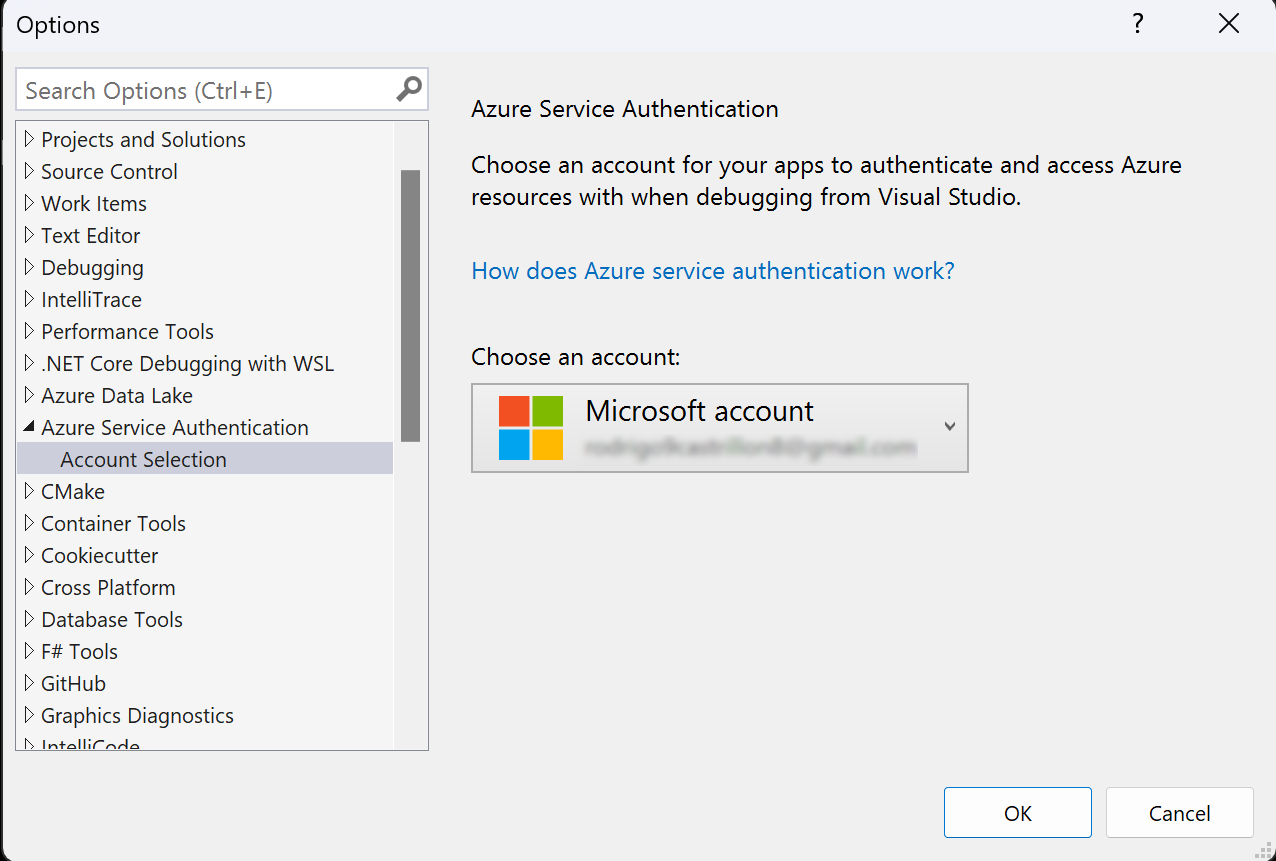 Options
?
Search Options (Ctrl+E)
Projects and Solutions
Source Control
Work Items
Text Editor
Debugging
IntelliTrace
Performance Tools
.NET Core Debugging with WSL
Azure Data Lake
Azure Service Authentication
Account Selection
CMake
Container Tools
Cookiecutter
Cross Platform
Database Tools
F# Tools
GitHub
Graphics Diagnostics
IntelliCode
Azure Service Authentication
Choose an account for your apps to authenticate and access Azure
resources with when debugging from Visual Studio.
How does Azure service authentication work?
Choose an account:
Microsoft account
OK
Cancel